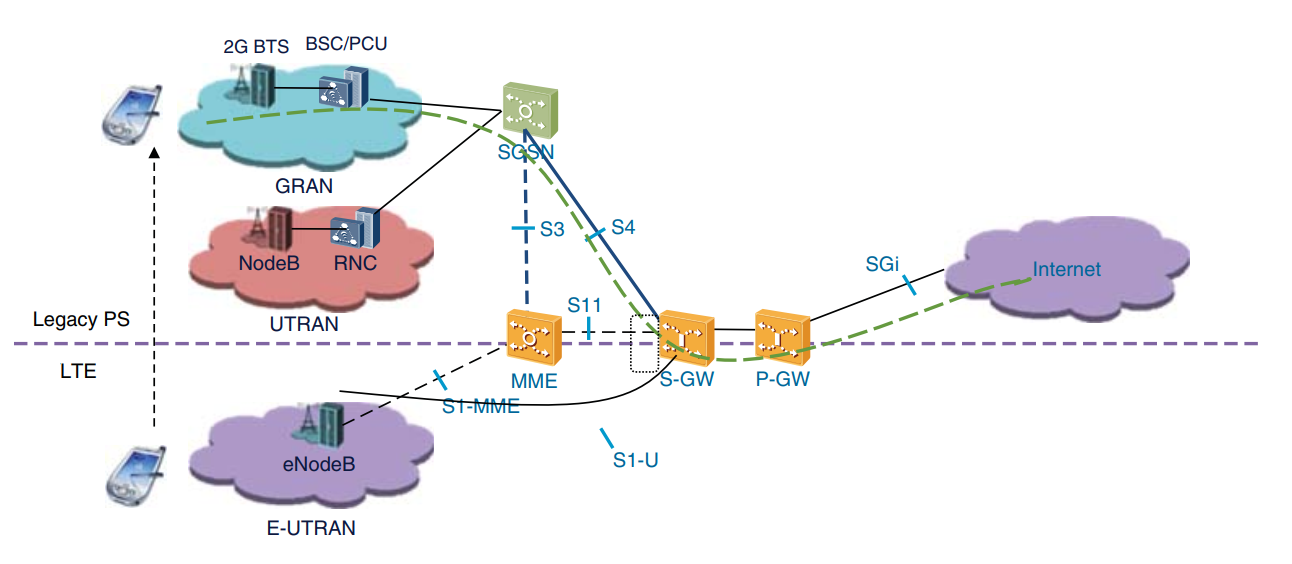 2G BTS
BSC/PCU
SGSN
GRAN
NodeB
RNC
UTRAN
S3
S4
SGi
Internet
S11
Legacy PS
LTE
MME
S-GW
P-GW
S1-MME
eNodeB
S1-U
E-UTRAN